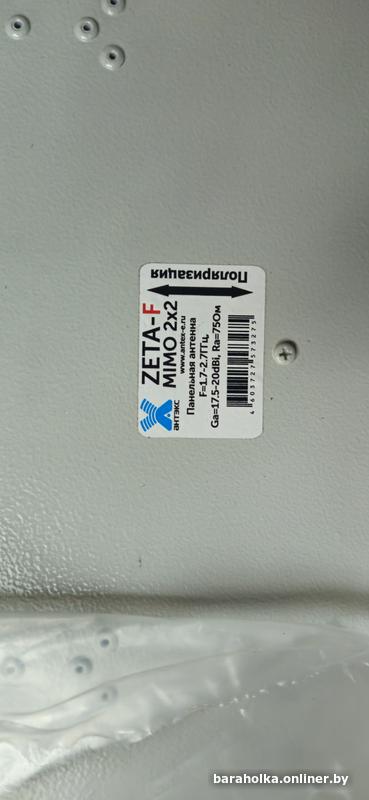 Поляризация
ZETA-F
MIMO 2x2
www.antex-e.ru
антэкс
Панельная антенна
F=1.7-2.7ГГц,
Ga=17.5-20dBi, Ra=75Ом
4603727573275
baraholka.onliner.by